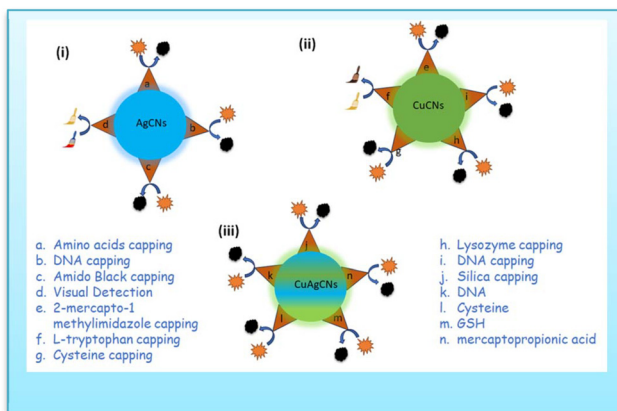 (i)
a
AgCNs
d
b
c
(ii)
e
f
CuCNs
i
g
h
(iii)
j
k
CuAgCNs
n
l
m
a. Amino acids capping
b. DNA capping
c. Amido Black capping
d. Visual Detection
e. 2-mercapto-1
methylimidazole capping
f. L-tryptophan capping
g. Cysteine capping
h. Lysozyme capping
i. DNA capping
j. Silica capping
k. DNA
l. Cysteine
m. GSH
n. mercaptopropionic acid